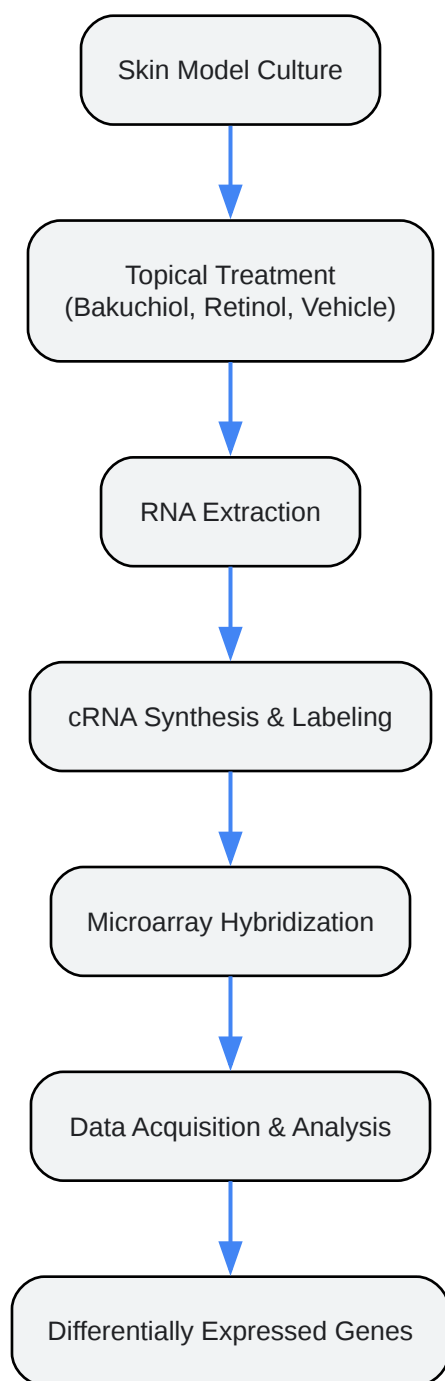 Skin Model Culture
Topical Treatment
(Bakuchiol, Retinol, Vehicle)
RNA Extraction
cRNA Synthesis & Labeling
Microarray Hybridization
Data Acquisition & Analysis
Differentially Expressed Genes